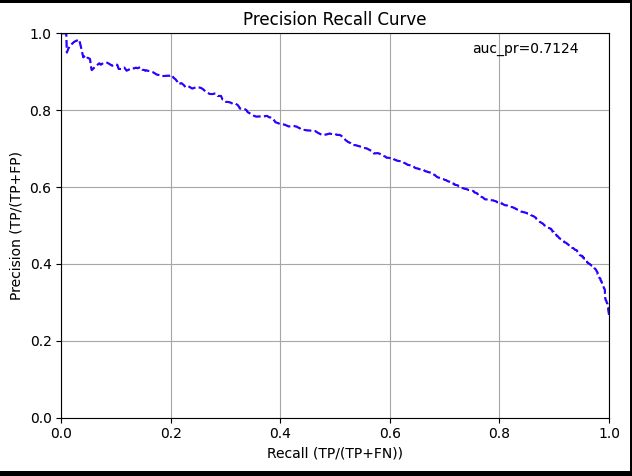 Precision Recall Curve
auc_pr=0.7124
Precision (TP/(TP+FP)
1.0
0.8
0.6
0.4
0.2
0.0
0.0 0.2 0.4 0.6 0.8 1.0
Recall (TP/(TP+FN))